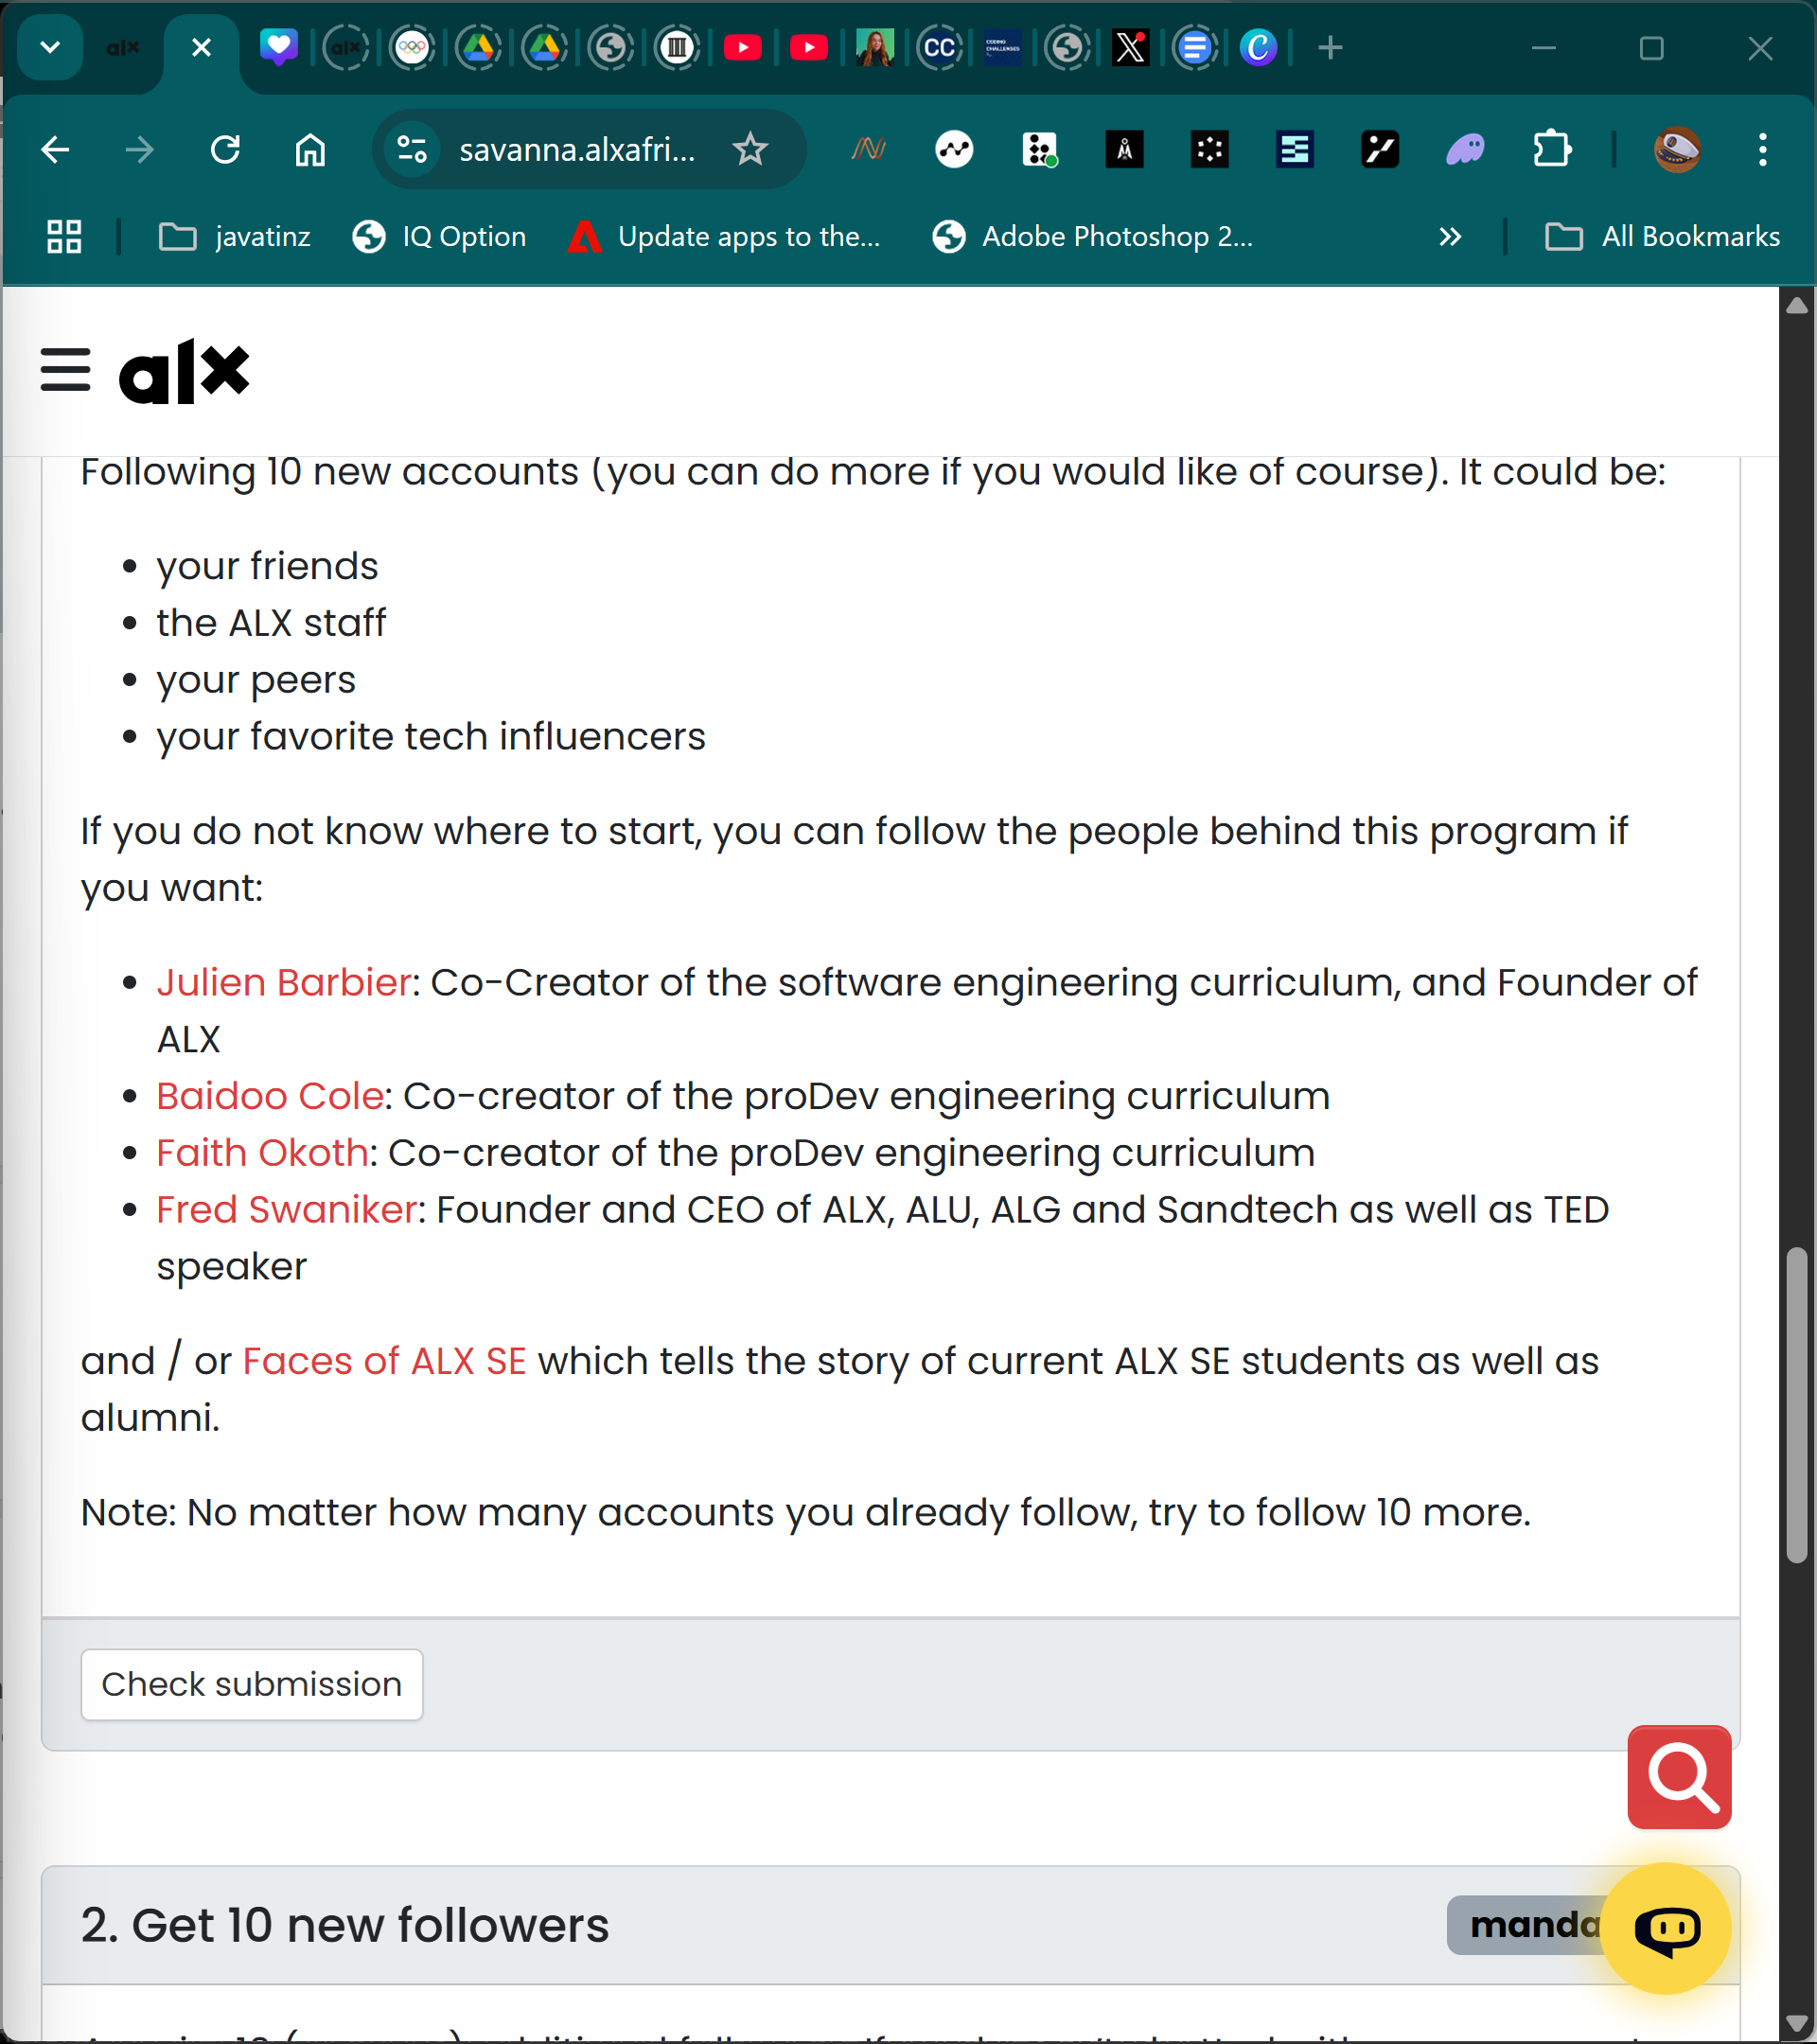 alx
savanna.alxafri...
javatinz
IQ Option
Update apps to the...
Adobe Photoshop 2...
All Bookmarks
alx
Following 10 new accounts (you can do more if you would like of course). It could be:
• your friends
• the ALX staff
• your peers
• your favorite tech influencers
If you do not know where to start, you can follow the people behind this program if
you want:
• Julien Barbier: Co-Creator of the software engineering curriculum, and Founder of
ALX
• Baidoo Cole: Co-creator of the proDev engineering curriculum
• Faith Okoth: Co-creator of the proDev engineering curriculum
• Fred Swaniker: Founder and CEO of ALX, ALU, ALG and Sandtech as well as TED
speaker
and / or Faces of ALX SE which tells the story of current ALX SE students as well as
alumni.
Note: No matter how many accounts you already follow, try to follow 10 more.
Check submission
2. Get 10 new followers
manda